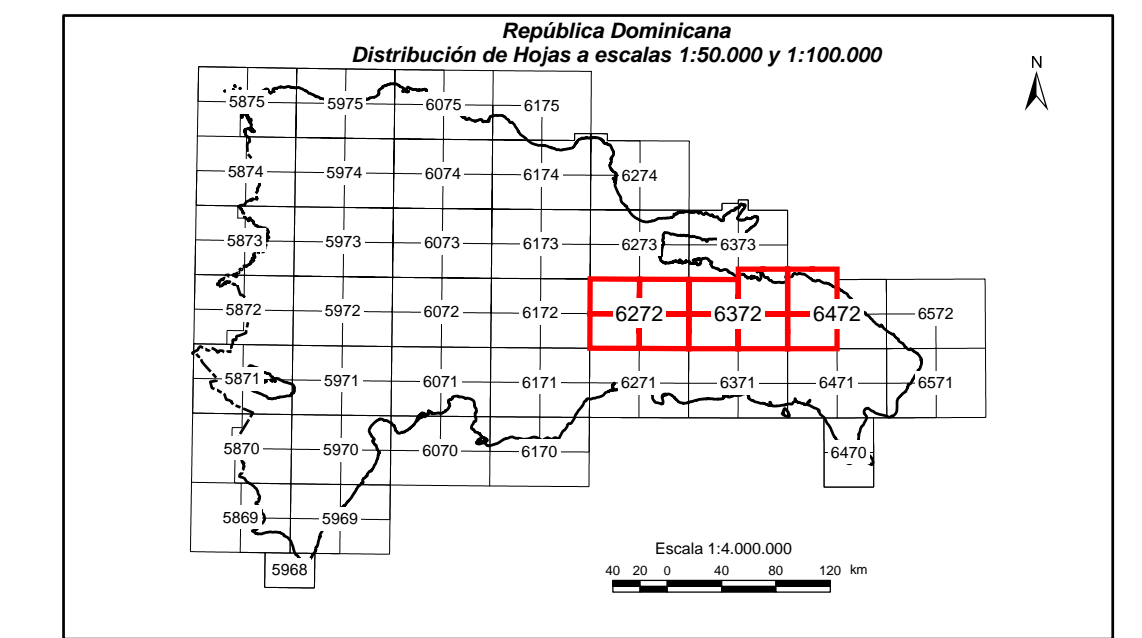 República Dominicana
Distribución de Hojas a escalas 1:50.000 y 1:100.000
N
5875 5975 6075 6175
5874 5974 6074 6174 6274
5873 5973 6073 6173 6273 6373
5872 5972 6072 6172 6272 6372 6472 6572
5871 5971 6071 6171 6271 6371 6471 6571
5870 5970 6070 6170 6470
5869 5969
5968
Escala 1:4.000.000
40 20 0 40 80 120 km